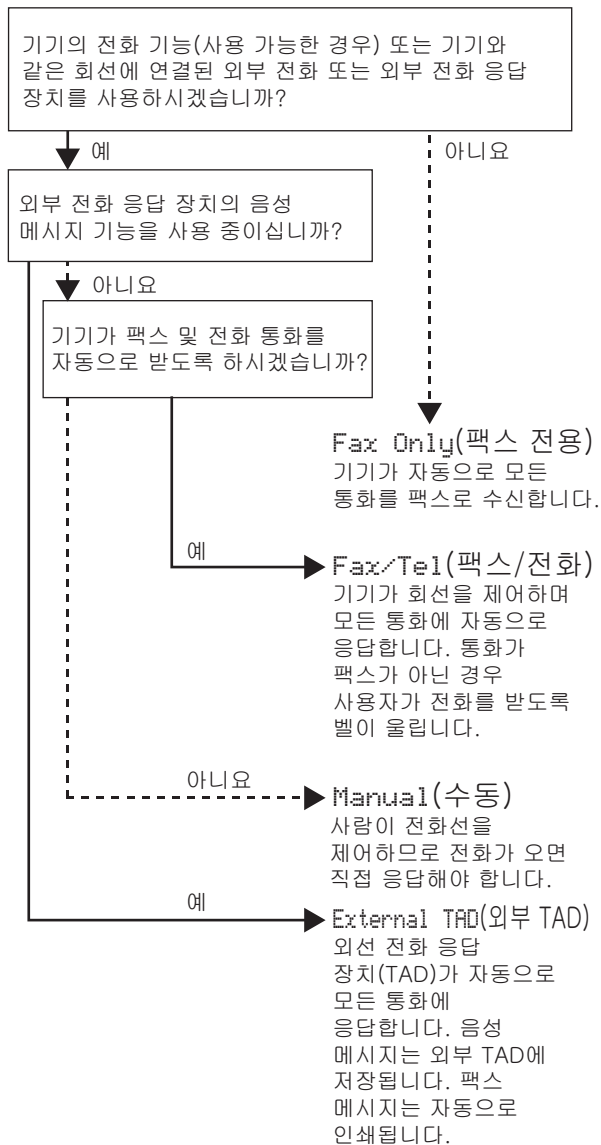 기기의 전화 기능(사용 가능한 경우) 또는 기기와
같은 회선에 연결된 외부 전화 또는 외부 전화 응답
장치를 사용하시겠습니까?
예
아니요
외부 전화 응답 장치의 음성
메시지 기능을 사용 중이십니까?
아니요
기기가 팩스 및 전화 통화를
자동으로 받도록 하시겠습니까?
Fax Only(팩스 전용)
기기가 자동으로 모든
통화를 팩스로 수신합니다.
예
Fax/Tel(팩스/전화)
기기가 회선을 제어하며
모든 통화에 자동으로
응답합니다. 통화가
팩스가 아닌 경우
사용자가 전화를 받도록
벨이 울립니다.
아니요
Manual(수동)
사람이 전화선을
제어하므로 전화가 오면
직접 응답해야 합니다.
예
External TAD(외부 TAD)
외선 전화 응답
장치(TAD)가 자동으로
모든 통화에
응답합니다. 음성
메시지는 외부 TAD에
저장됩니다. 팩스
메시지는 자동으로
인쇄됩니다.